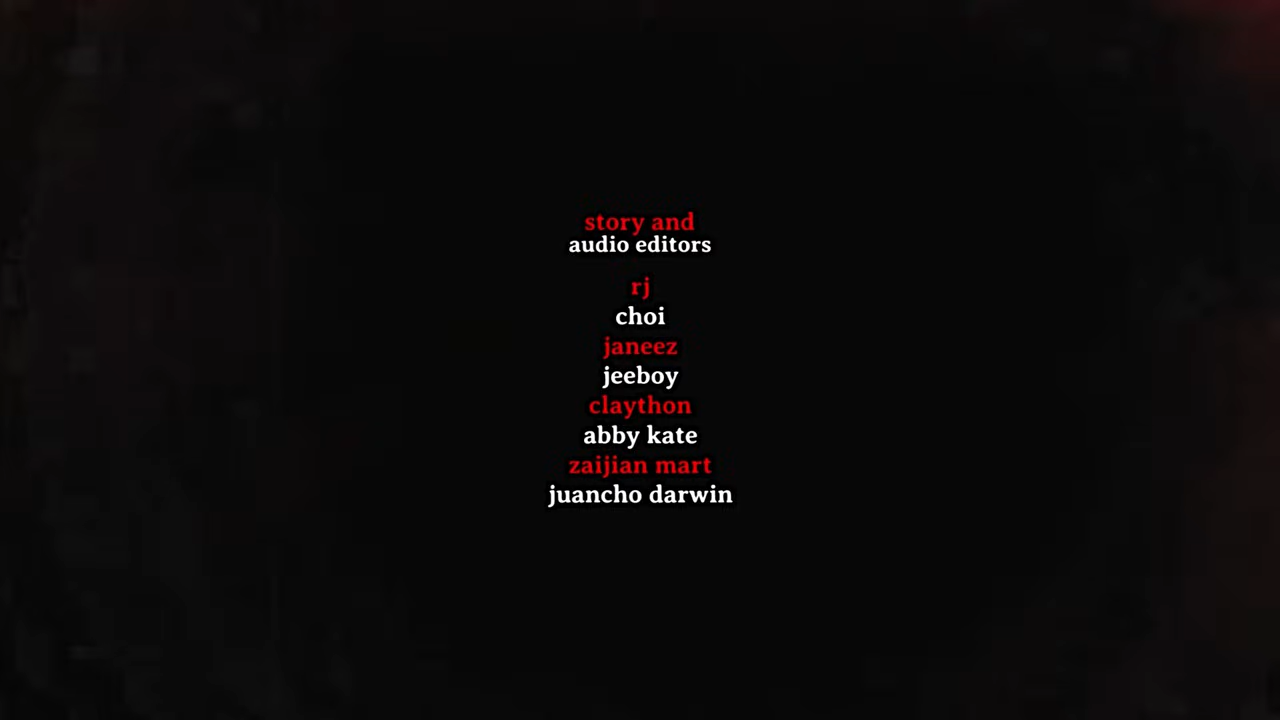 story and
audio editors
rj
choi
janeez
jeeboy
claython
abby kate
zaijian mart
juancho darwin